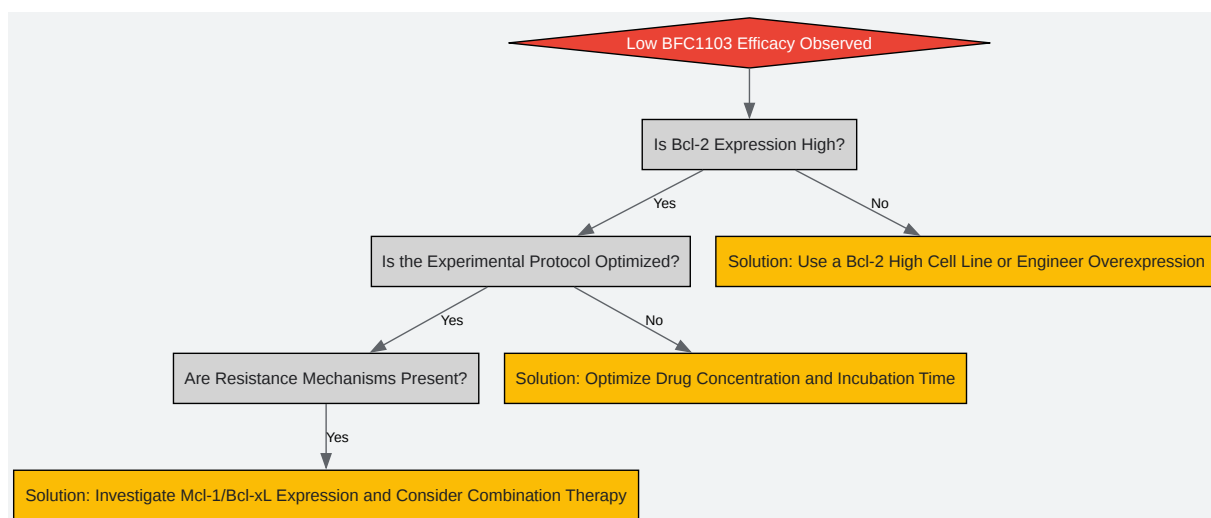 Low BFC1103 Efficacy Observed
Is Bcl-2 Expression High?
Yes
No
Is the Experimental Protocol Optimized?
Solution: Use a Bcl-2 High Cell Line or Engineer Overexpression
Yes
No
Are Resistance Mechanisms Present?
Solution: Optimize Drug Concentration and Incubation Time
Yes
Solution: Investigate Mcl-1/Bcl-xL Expression and Consider Combination Therapy